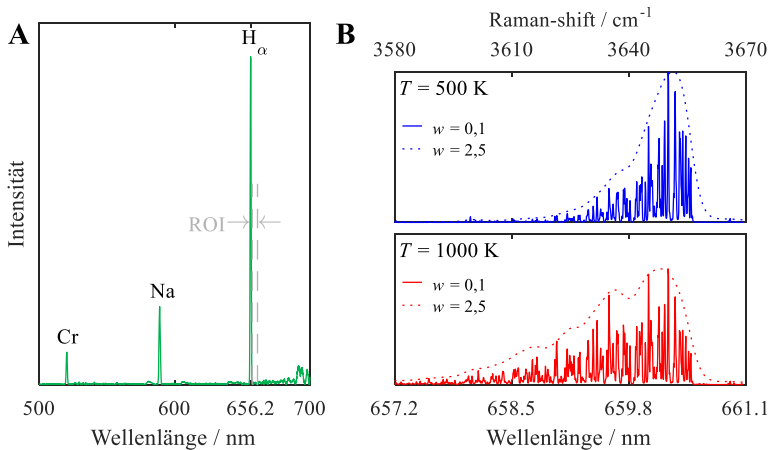 A
Intensität
Cr
Na
Hα
ROI
500
600
656.2
700
Wellenlänge / nm
B
Raman-shift / cm-1
3580
3610
3640
3670
T = 500 K
w = 0,1
w = 2,5
T = 1000 K
w = 0,1
w = 2,5
657.2
658.5
659.8
661.1
Wellenlänge / nm